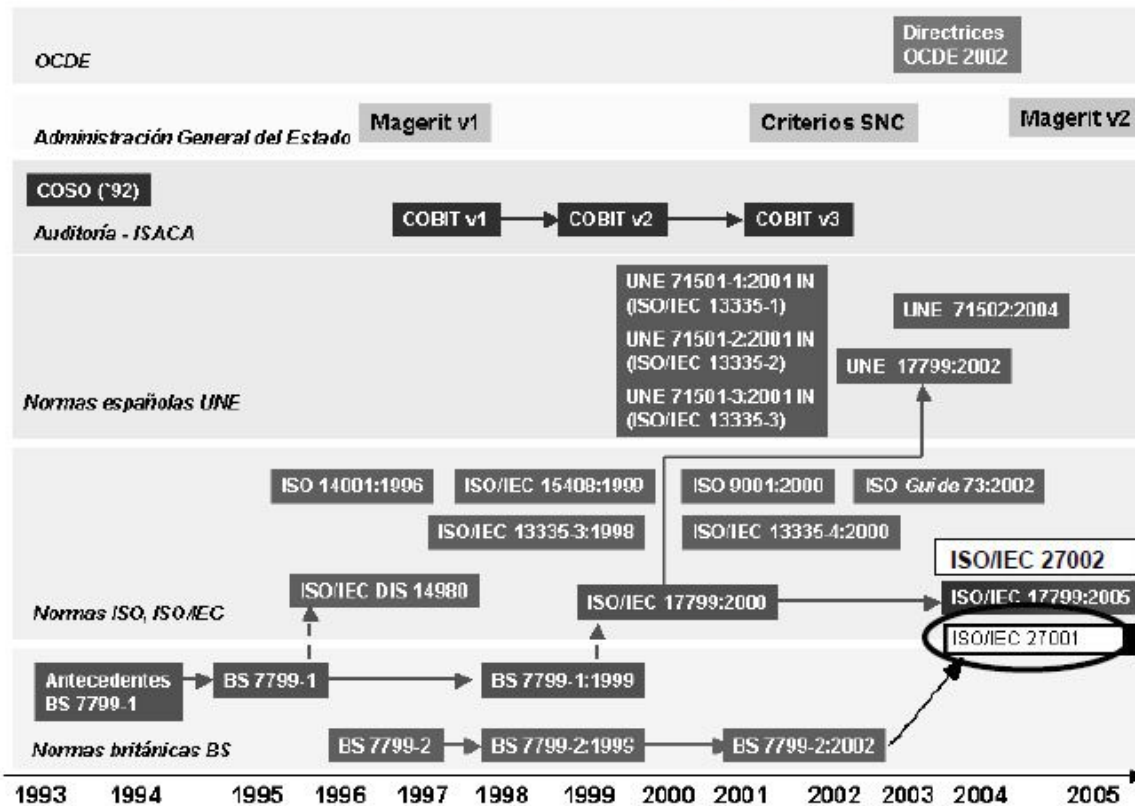 Directrices
OCDE 2002
OCDE
Magerit v1
Criterios SNC
Magerit v2
Administración General del Estado
COSO (`92)
COBIT v1
COBIT v2
COBIT v3
Auditoría - ISACA
UNE 71501-1:2001 IN
(ISO/IEC 13335-1)
UNE 71501-2:2001 IN
(ISO/IEC 13335-2)
UNE 71501-3:2001 IN
(ISO/IEC 13335-3)
UNE 71502:2004
UNE 17799:2002
Normas españolas UNE
ISO 14001:1996
ISO/IEC 15408:1999
ISO 9001:2000
ISO Guide 73:2002
ISO/IEC 13335-3:1998
ISO/IEC 13335-4:2000
ISO/IEC 27002
ISO/IEC DIS 14980
ISO/IEC 17799:2000
ISO/IEC 17799:2005
Normas ISO, ISO/IEC
ISO/IEC 27001
Antecedentes
BS 7799-1
BS 7799-1
BS 7799-1:1999
Normas británicas BS
BS 7799-2
BS 7799-2:1999
BS 7799-2:2002
1993 1994 1995 1996 1997 1998 1999 2000 2001 2002 2003 2004 2005